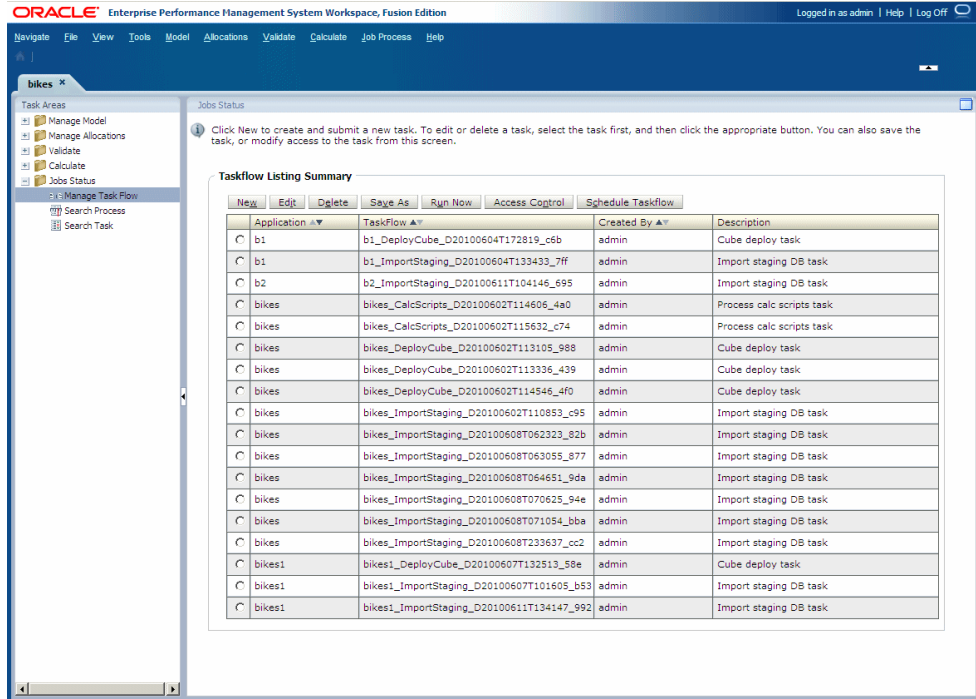 ORACLE Enterprise Performance Management System Workspace, Fusion Edition Logged in as admin | Help | Log Off
Navigate File View Tools Model Allocations Validate Calculate Job Process Help
bikes ×
Task Areas
Manage Model
Manage Allocations
Validate
Calculate
Jobs Status
Manage Task Flow
Search Process
Search Task
Jobs Status
Click New to create and submit a new task. To edit or delete a task, select the task first, and then click the appropriate button. You can also save the
task, or modify access to the task from this screen.
Taskflow Listing Summary
New Edit Delete Save As Run Now Access Control Schedule Taskflow
Application TaskFlow Created By Description
b1 b1_DeployCube_D20100604T172819_c6b admin Cube deploy task
b1 b1_ImportStaging_D20100604T133433_7ff admin Import staging DB task
b2 b2_ImportStaging_D20100611T104146_695 admin Import staging DB task
bikes bikes_CalcScripts_D20100602T114606_4a0 admin Process calc scripts task
bikes bikes_CalcScripts_D20100602T115632_c74 admin Process calc scripts task
bikes bikes_DeployCube_D20100602T113105_988 admin Cube deploy task
bikes bikes_DeployCube_D20100602T113336_439 admin Cube deploy task
bikes bikes_DeployCube_D20100602T114546_4f0 admin Cube deploy task
bikes bikes_ImportStaging_D20100602T110853_c95 admin Import staging DB task
bikes bikes_ImportStaging_D20100608T062323_82b admin Import staging DB task
bikes bikes_ImportStaging_D20100608T063055_877 admin Import staging DB task
bikes bikes_ImportStaging_D20100608T064651_9da admin Import staging DB task
bikes bikes_ImportStaging_D20100608T070625_94e admin Import staging DB task
bikes bikes_ImportStaging_D20100608T071054_bba admin Import staging DB task
bikes bikes_ImportStaging_D20100608T233637_cc2 admin Import staging DB task
bikes1 bikes1_DeployCube_D20100607T132513_58e admin Cube deploy task
bikes1 bikes1_ImportStaging_D20100607T101605_b53 admin Import staging DB task
bikes1 bikes1_ImportStaging_D20100611T134147_992 admin Import staging DB task